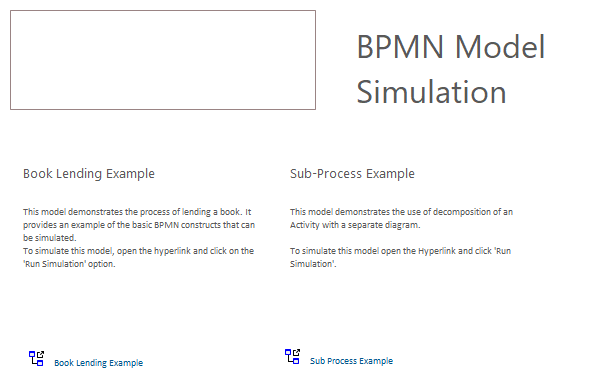 BPMN Model
Simulation
Book Lending Example
This model demonstrates the process of lending a book. It
provides an example of the basic BPMN constructs that can
be simulated.
To simulate this model, open the hyperlink and click on the
'Run Simulation' option.
Book Lending Example
Sub-Process Example
This model demonstrates the use of decomposition of an
Activity with a separate diagram.
To simulate this model open the Hyperlink and click 'Run
Simulation'.
Sub Process Example